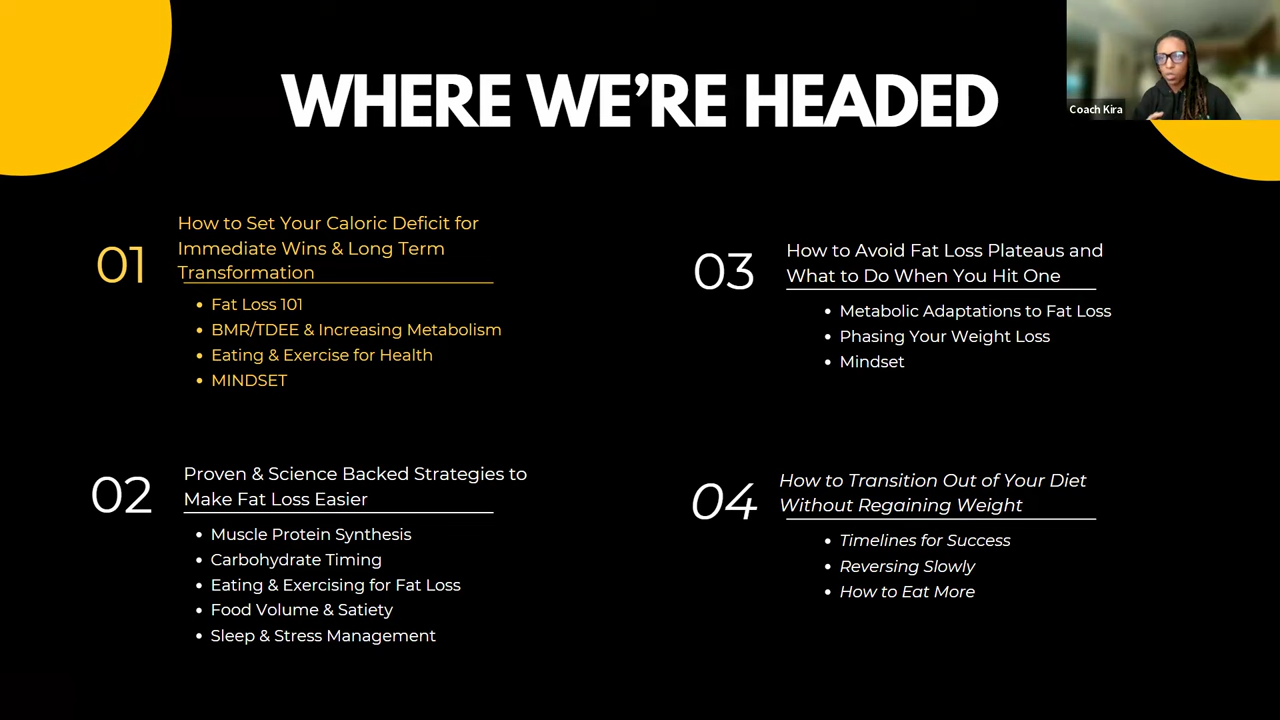 WHERE WE’RE HEADED
Coach Kira
01
How to Set Your Caloric Deficit for
Immediate Wins & Long Term
Transformation
• Fat Loss 101
• BMR/TDEE & Increasing Metabolism
• Eating & Exercise for Health
• MINDSET
02
Proven & Science Backed Strategies to
Make Fat Loss Easier
• Muscle Protein Synthesis
• Carbohydrate Timing
• Eating & Exercising for Fat Loss
• Food Volume & Satiety
• Sleep & Stress Management
03
How to Avoid Fat Loss Plateaus and
What to Do When You Hit One
• Metabolic Adaptations to Fat Loss
• Phasing Your Weight Loss
• Mindset
04
How to Transition Out of Your Diet
Without Regaining Weight
• Timelines for Success
• Reversing Slowly
• How to Eat More